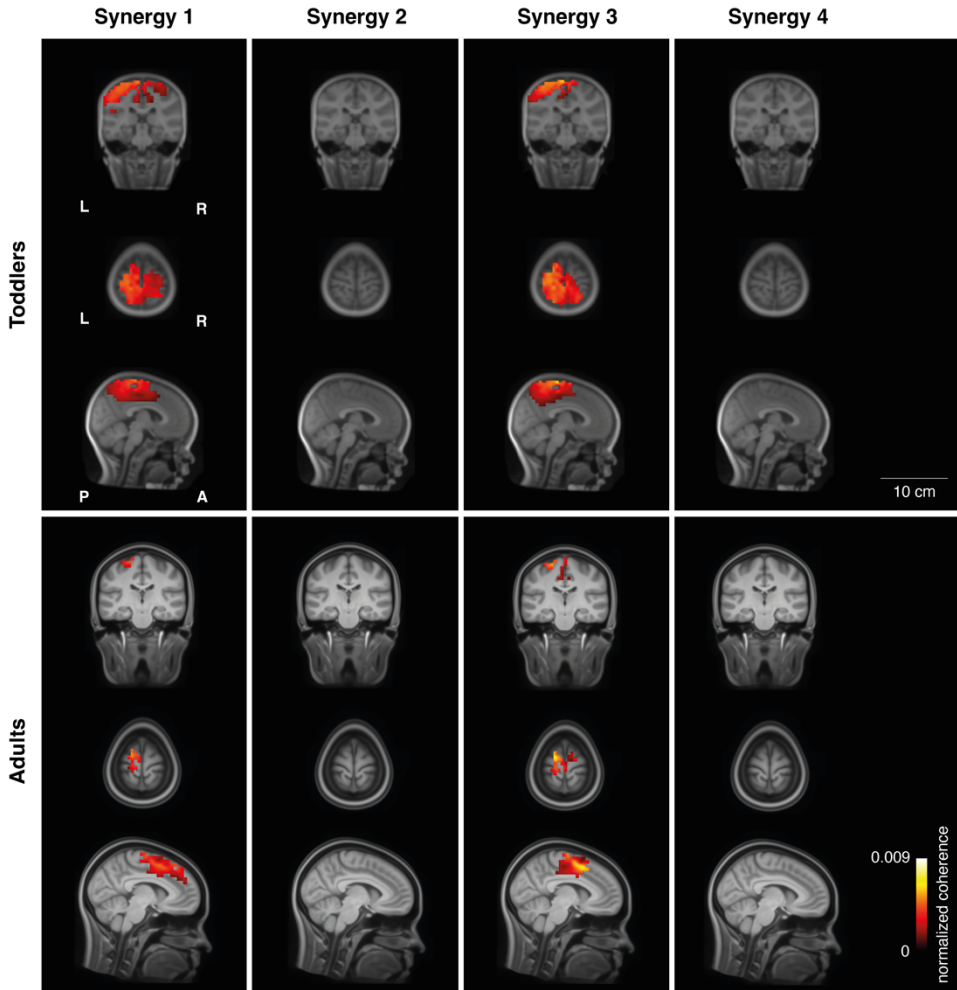 Synergy 1 Synergy 2 Synergy 3 Synergy 4
Toddlers
L R
L R
P A
10 cm
Adults
0.009
0
normalized coherence